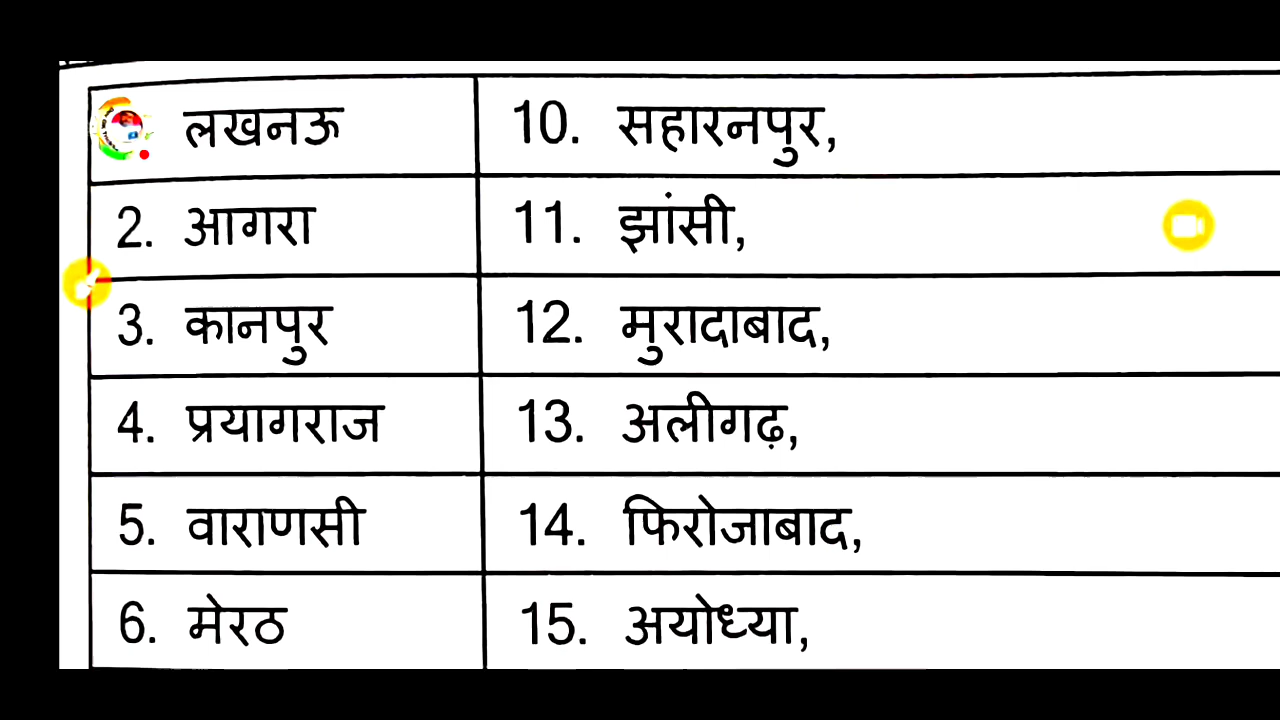 लखनऊ 10. सहारनपुर,
2. आगरा 11. झांसी,
3. कानपुर 12. मुरादाबाद,
4. प्रयागराज 13. अलीगढ़,
5. वाराणसी 14. फिरोजाबाद,
6. मेरठ 15. अयोध्या,